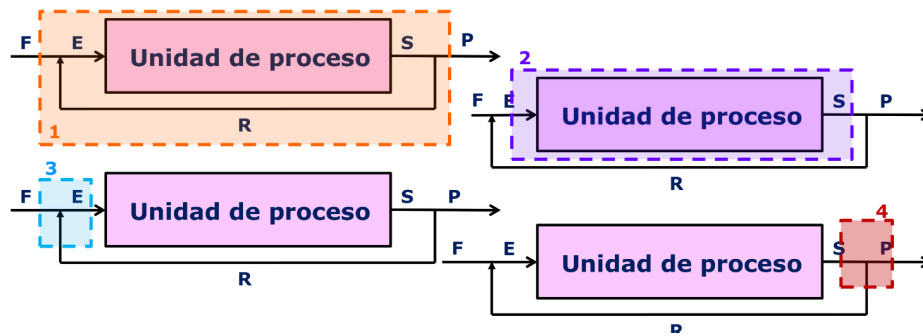 F E Unidad de proceso S P
R
1
2
F E Unidad de proceso S P
R
3
F E Unidad de proceso S P
R
4
F E Unidad de proceso S P
R